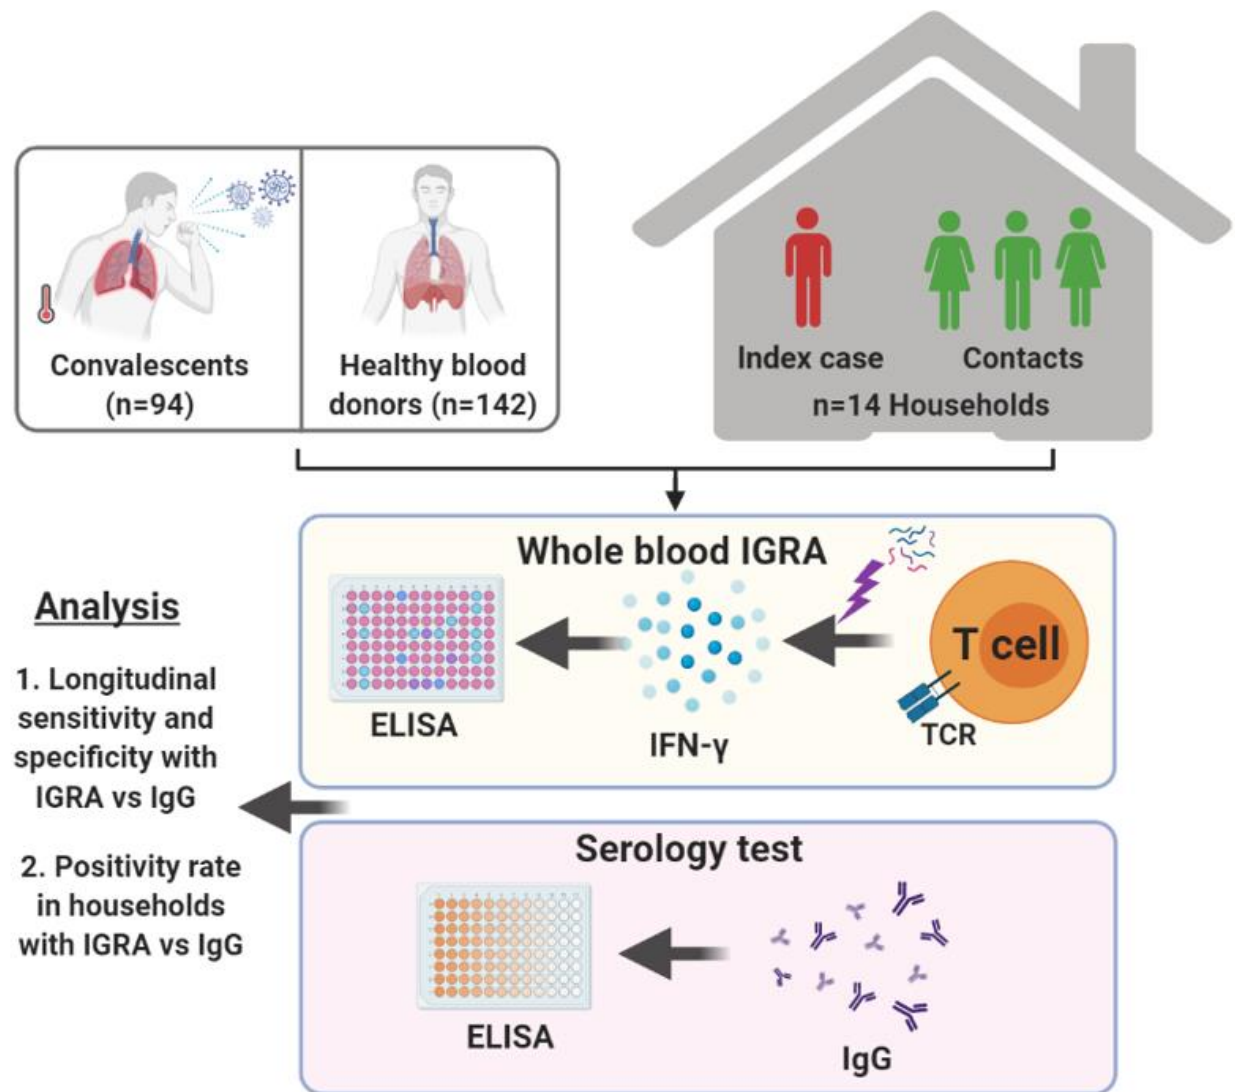 Convalescents
(n=94)
Healthy blood
donors (n=142)
Index case
Contacts
n=14 Households
Whole blood IGRA
ELISA
IFN-γ
T cell
TCR
Analysis
1. Longitudinal
sensitivity and
specificity with
IGRA vs IgG
2. Positivity rate
in households
with IGRA vs IgG
Serology test
ELISA
IgG